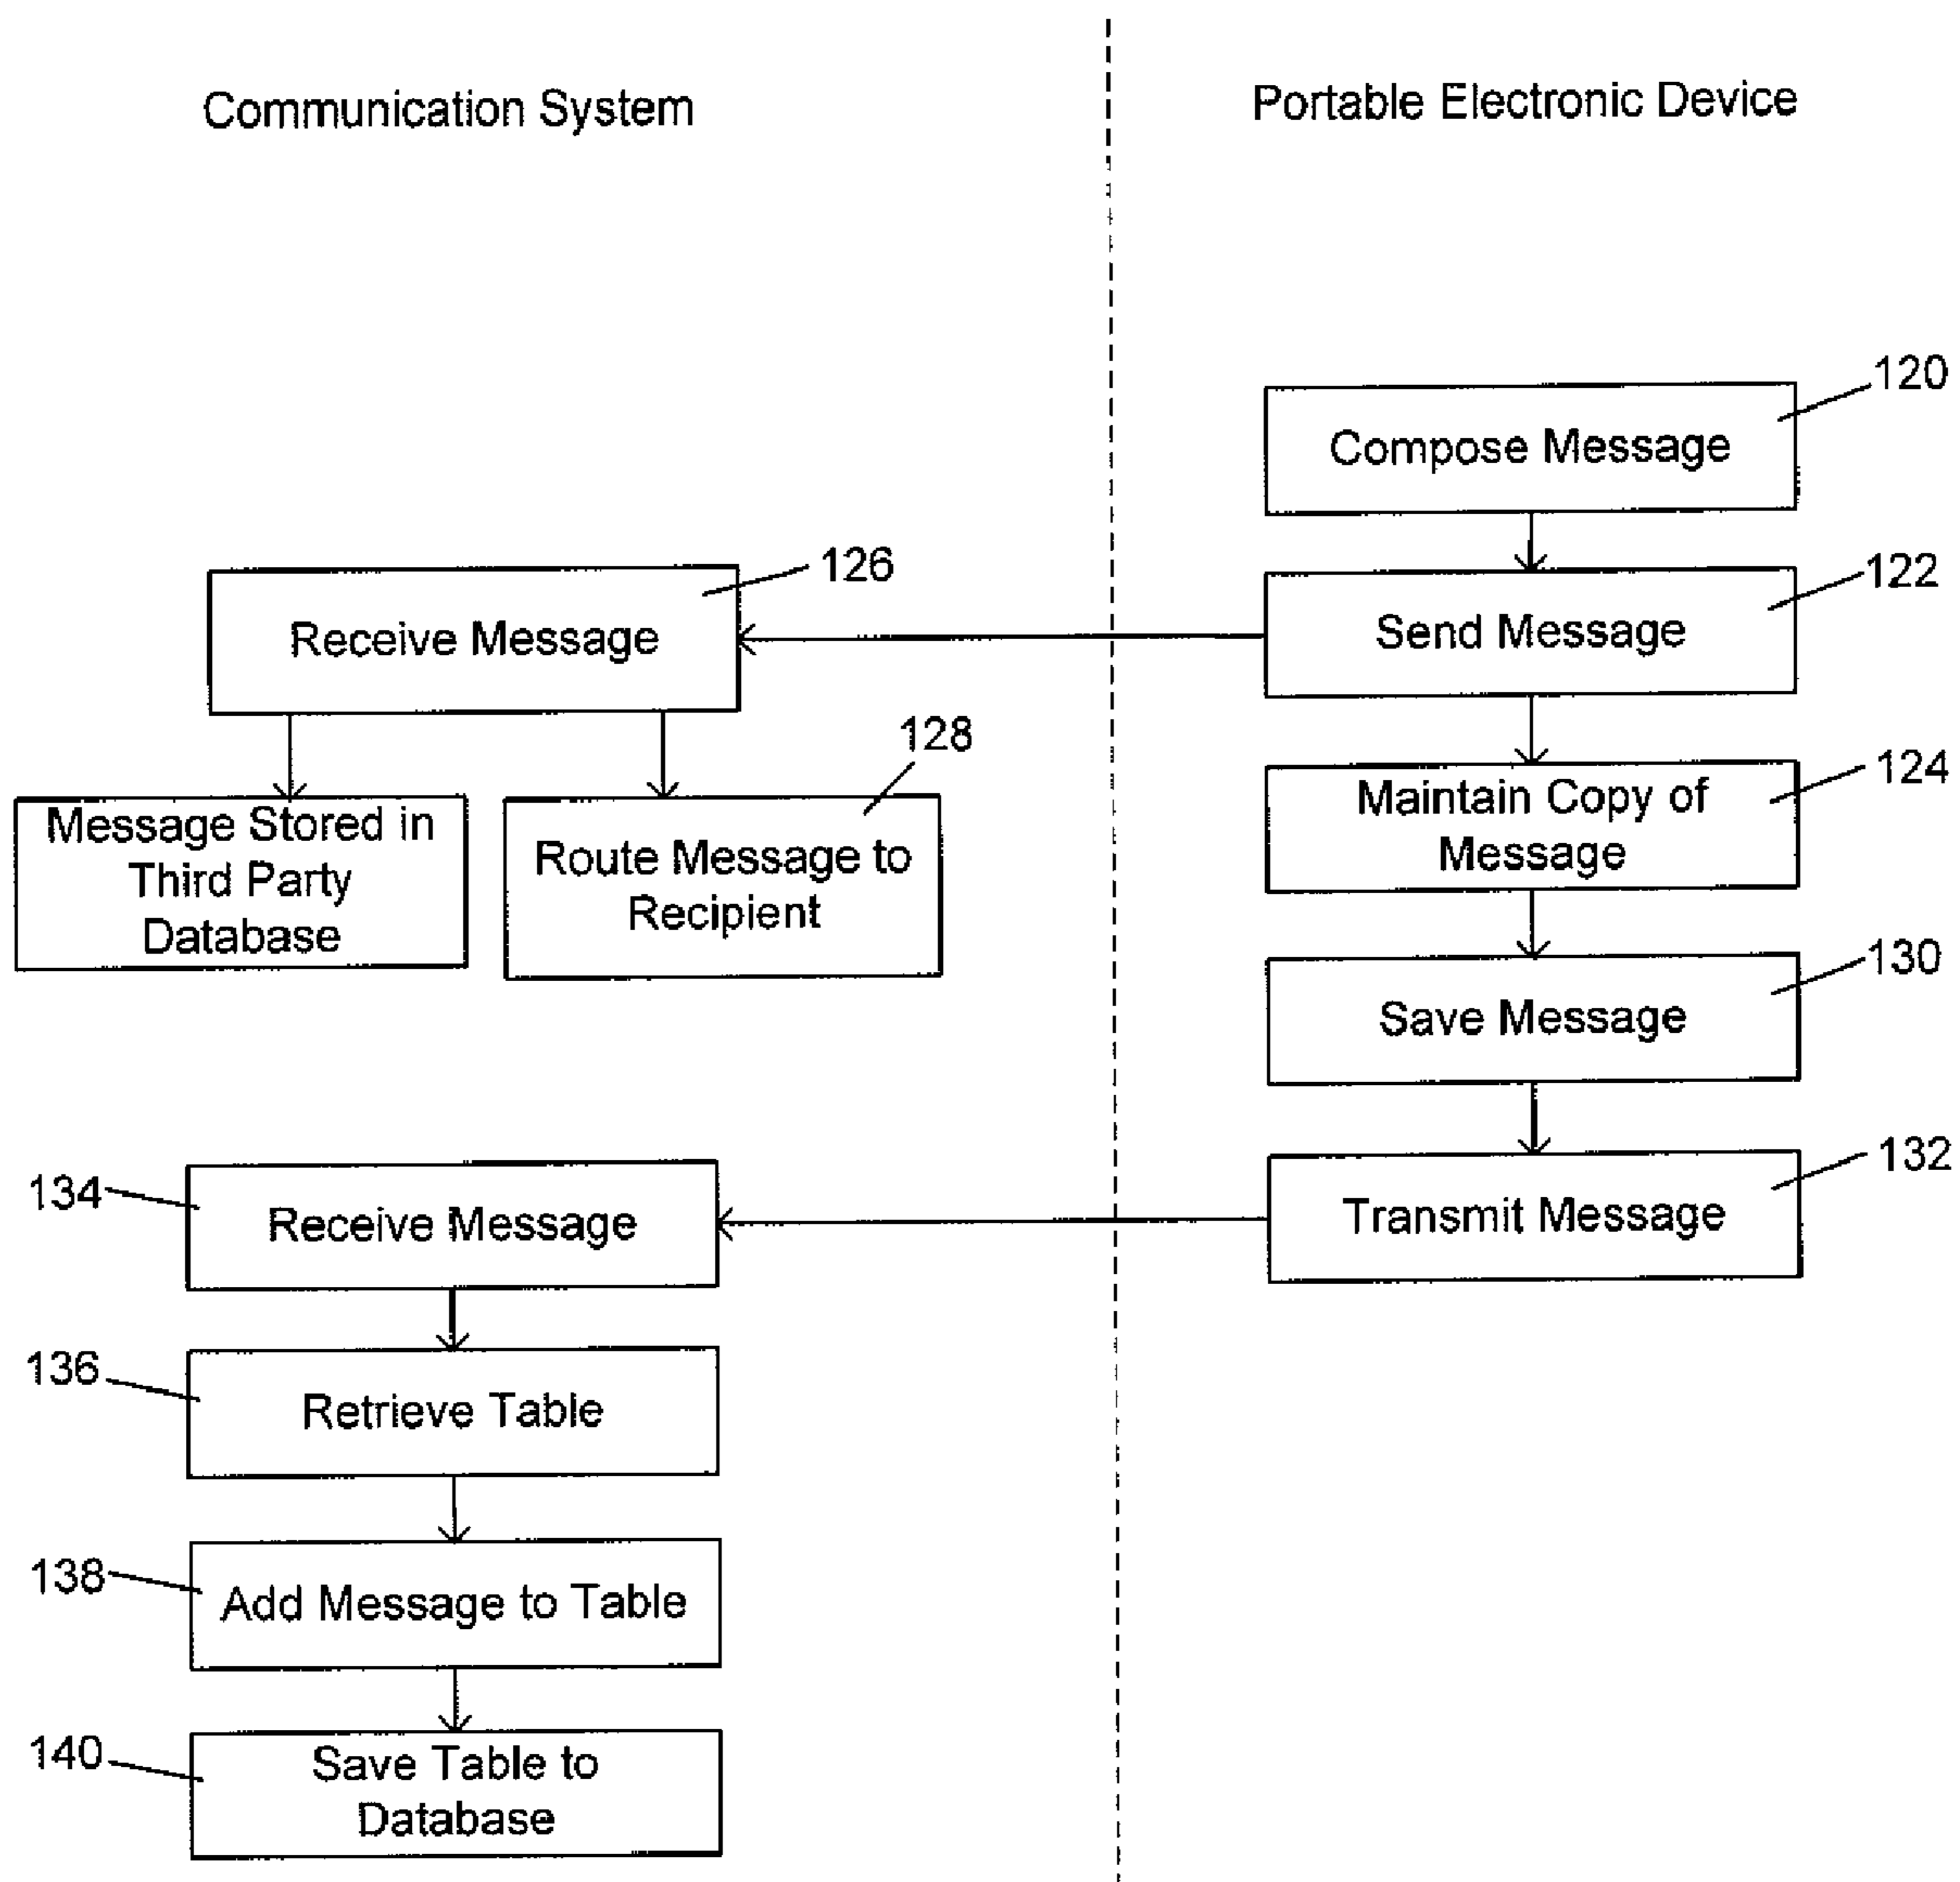 Communication System
Portable Electronic Device
120
Compose Message
126
122
Receive Message
Send Message
128
124
Message Stored in
Third Party
Database
Route Message to
Recipient
Maintain Copy of
Message
130
Save Message
132
134
Receive Message
Transmit Message
136
Retrieve Table
138
Add Message to Table
140
Save Table to
Database